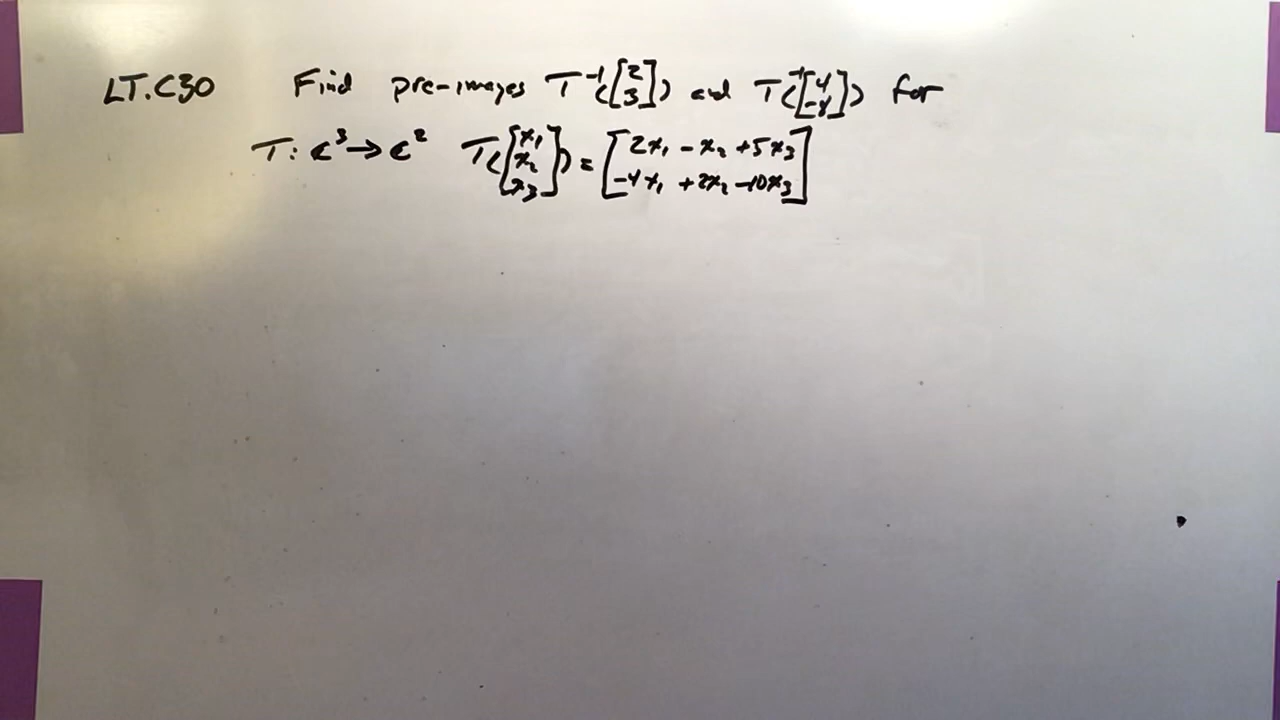 LT.C30 Find pre-images T⁻¹([2 3]) and T⁻¹([4 -8]) for
T: ℂ³→ℂ² T([x₁ x₂ x₃]) = [2x₁ - x₂ + 5x₃
-4x₁ + 2x₂ - 10x₃]